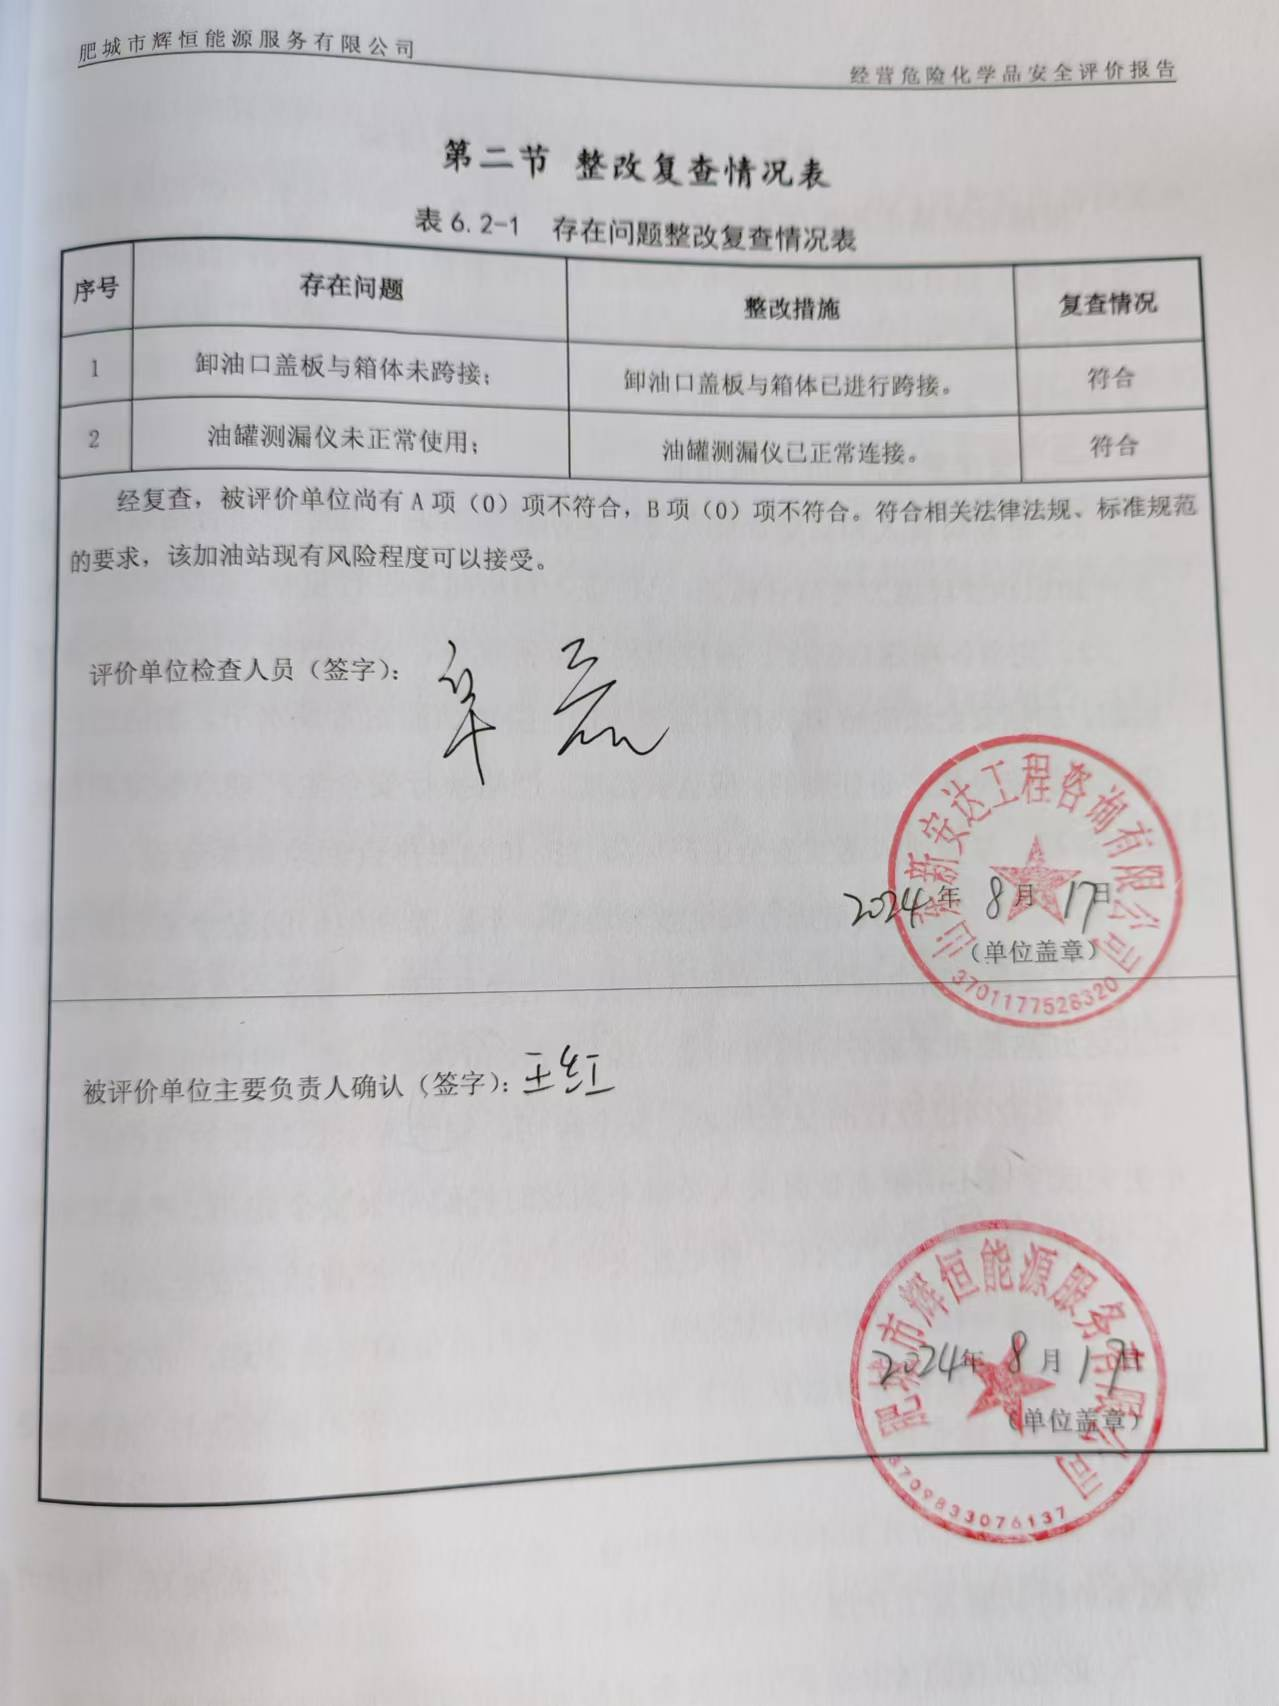 肥城市辉恒能源服务有限公司
经营危险化学品安全评价报告
第二节 整改复查情况表
表 6.2-1 存在问题整改复查情况表
序号 存在问题 整改措施 复查情况
1 卸油口盖板与箱体未跨接； 卸油口盖板与箱体已进行跨接。 符合
2 油罐测漏仪未正常使用； 油罐测漏仪已正常连接。 符合
经复查，被评价单位尚有 A 项（0）项不符合，B 项（0）项不符合。符合相关法律法规、标准规范
的要求，该加油站现有风险程度可以接受。
评价单位检查人员（签字）：
新安达工程咨询有限公司
2024年 8月 17日
（单位盖章）
3701177528320
被评价单位主要负责人确认（签字）：王红
肥城市辉恒能源服务有限公司
2024年 8月 17日
（单位盖章）
3709833076137